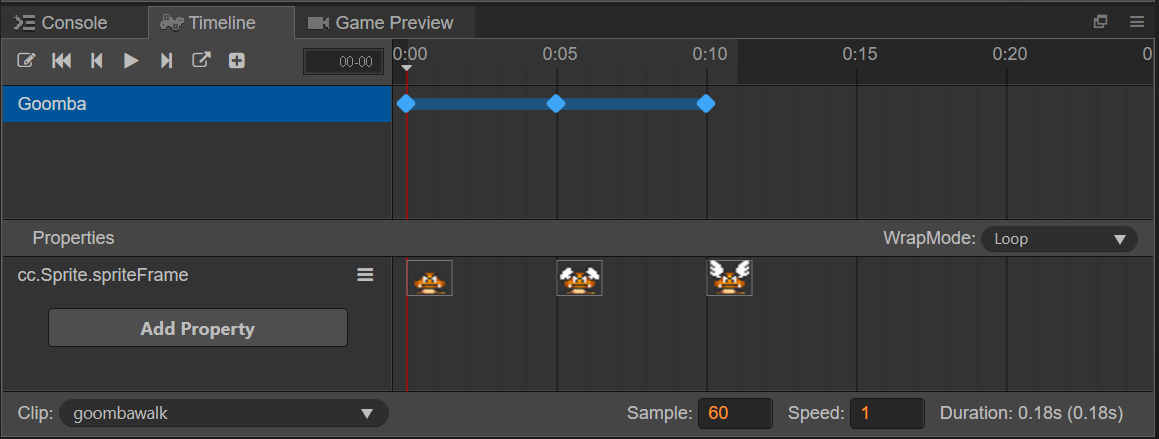 Console Timeline Game Preview
00-00 0:00 0:05 0:10 0:15 0:20 0
Goomba
Properties WrapMode: Loop
cc.Sprite.spriteFrame
Add Property
Clip: goombawalk Sample: 60 Speed: 1 Duration: 0.18s (0.18s)